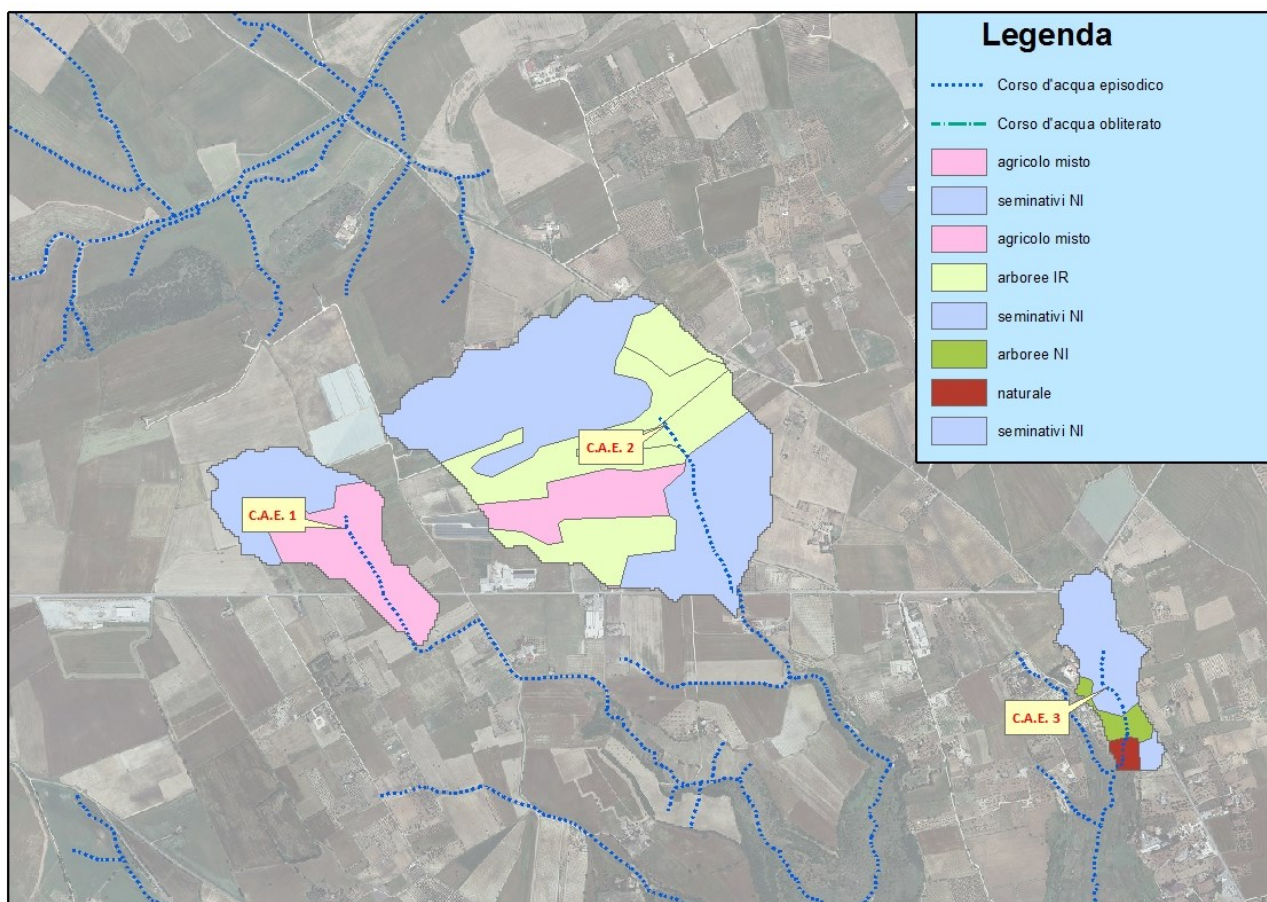 Legenda
Corso d'acqua episodico
Corso d'acqua obliterato
agricolo misto
seminativi NI
agricolo misto
arboree IR
seminativi NI
arboree NI
naturale
seminativi NI
C.A.E. 2
C.A.E. 1
C.A.E. 3